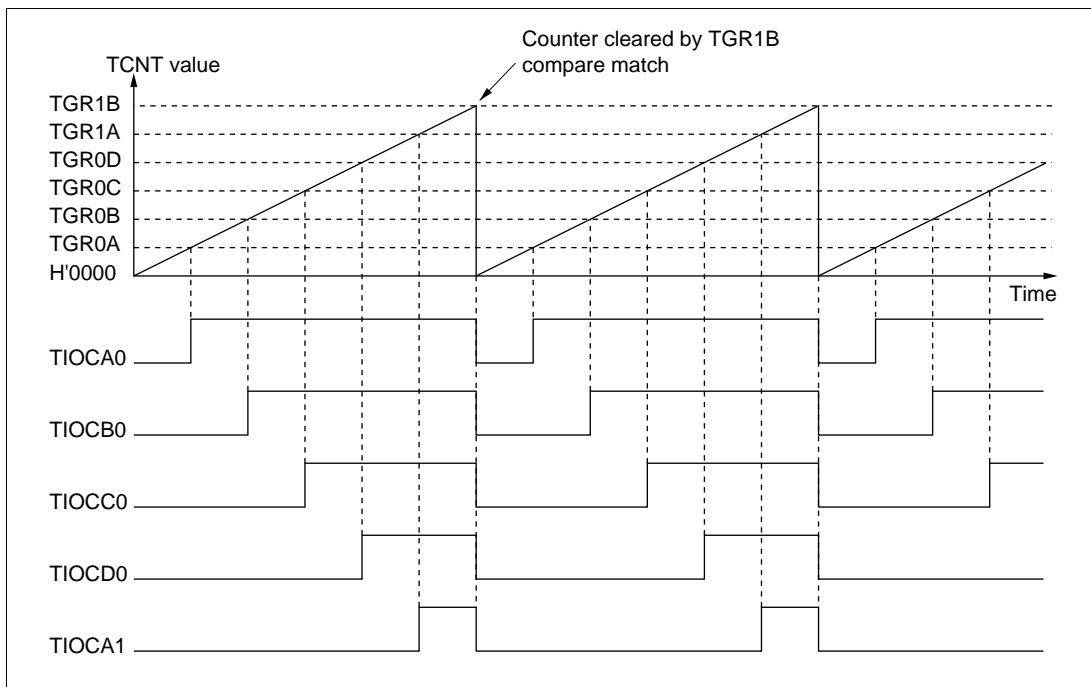 Counter cleared by TGR1B
compare match
TCNT value
TGR1B
TGR1A
TGR0D
TGR0C
TGR0B
TGR0A
H'0000
Time
TIOCA0
TIOCB0
TIOCC0
TIOCD0
TIOCA1